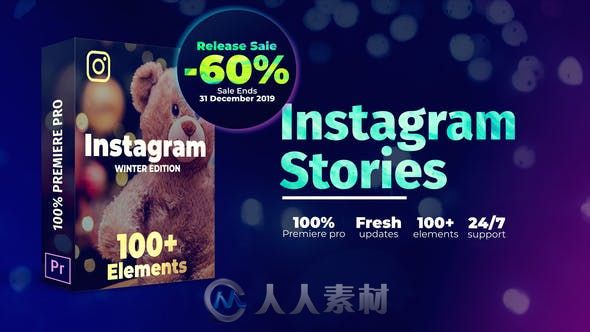 Release Sale
-60%
Sale Ends
31 December 2019
100% PREMIERE PRO
Instagram
WINTER EDITION
100+
Elements
Pr
Instagram
Stories
100%
Premiere pro
Fresh
updates
100+
elements
24/7
support
人人素材